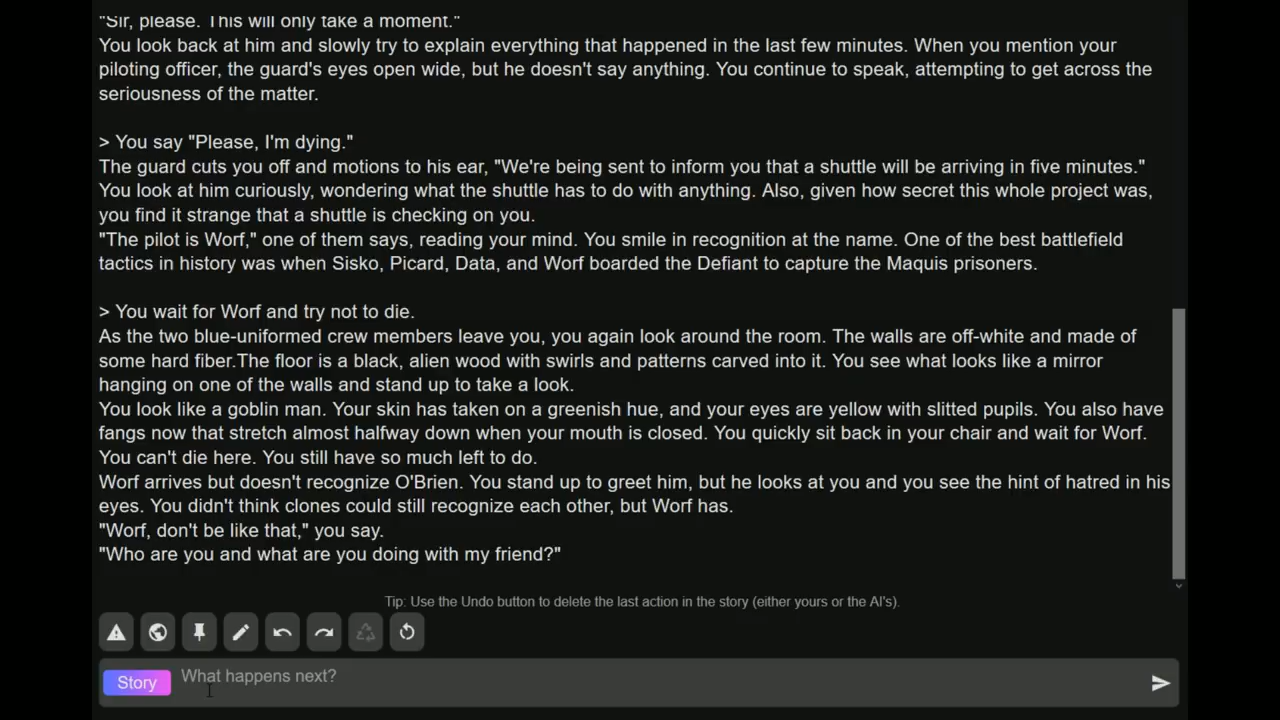 "Sir, please. This will only take a moment."
You look back at him and slowly try to explain everything that happened in the last few minutes. When you mention your
piloting officer, the guard's eyes open wide, but he doesn't say anything. You continue to speak, attempting to get across the
seriousness of the matter.
> You say "Please, I'm dying."
The guard cuts you off and motions to his ear, "We're being sent to inform you that a shuttle will be arriving in five minutes."
You look at him curiously, wondering what the shuttle has to do with anything. Also, given how secret this whole project was,
you find it strange that a shuttle is checking on you.
"The pilot is Worf," one of them says, reading your mind. You smile in recognition at the name. One of the best battlefield
tactics in history was when Sisko, Picard, Data, and Worf boarded the Defiant to capture the Maquis prisoners.
> You wait for Worf and try not to die.
As the two blue-uniformed crew members leave you, you again look around the room. The walls are off-white and made of
some hard fiber.The floor is a black, alien wood with swirls and patterns carved into it. You see what looks like a mirror
hanging on one of the walls and stand up to take a look.
You look like a goblin man. Your skin has taken on a greenish hue, and your eyes are yellow with slitted pupils. You also have
fangs now that stretch almost halfway down when your mouth is closed. You quickly sit back in your chair and wait for Worf.
You can't die here. You still have so much left to do.
Worf arrives but doesn't recognize O'Brien. You stand up to greet him, but he looks at you and you see the hint of hatred in his
eyes. You didn't think clones could still recognize each other, but Worf has.
"Worf, don't be like that," you say.
"Who are you and what are you doing with my friend?"
Tip: Use the Undo button to delete the last action in the story (either yours or the AI's).
Story What happens next?